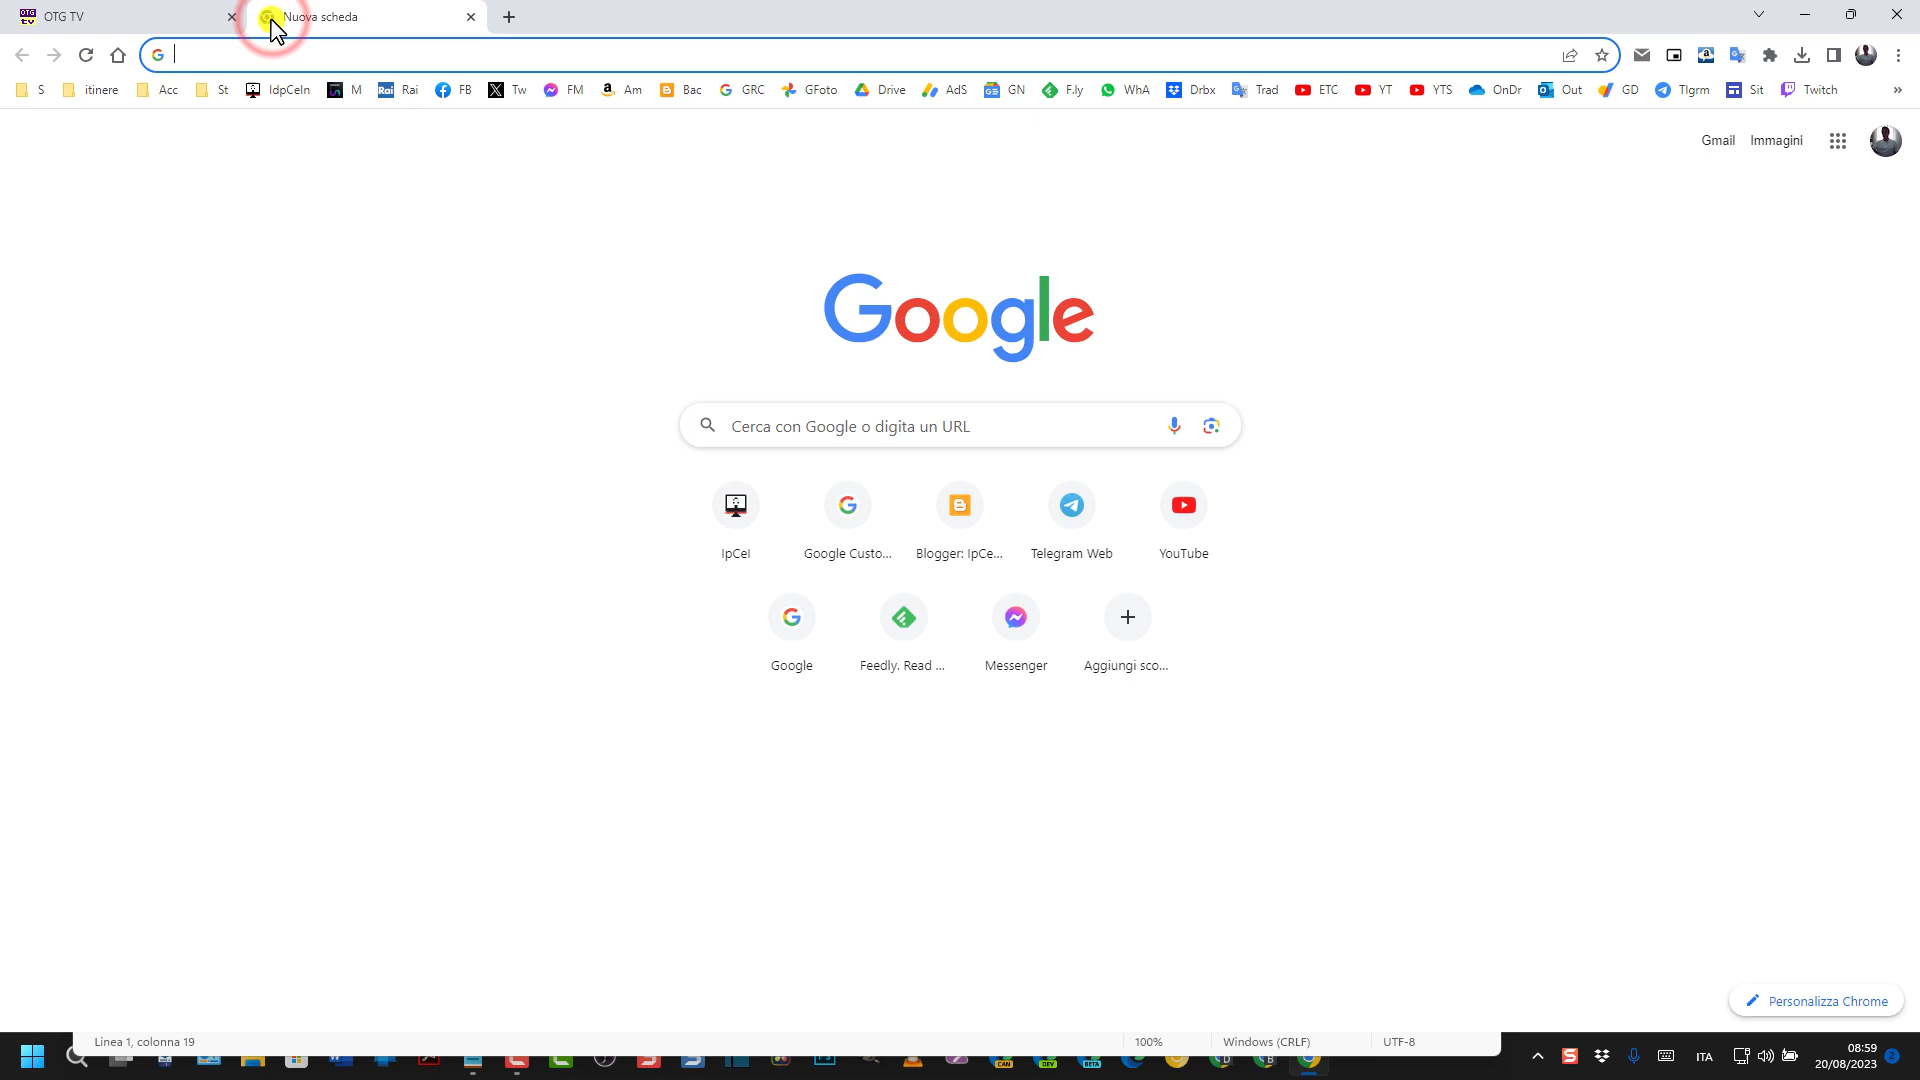 OTG TV
Nuova scheda
S itinere Acc St IdpCeln M Rai FB Tw FM Am Bac GRC GFoto Drive AdS GN F.ly WhA Drbx Trad ETC YT YTS OnDr Out GD Tlgrm Sit Twitch »
Gmail Immagini
Google
Cerca con Google o digita un URL
IpCel Google Custo... Blogger: IpCe... Telegram Web YouTube
Google Feedly. Read ... Messenger Aggiungi sco...
Personalizza Chrome
Linea 1, colonna 19 100% Windows (CRLF) UTF-8
ITA 08:59
20/08/2023 2